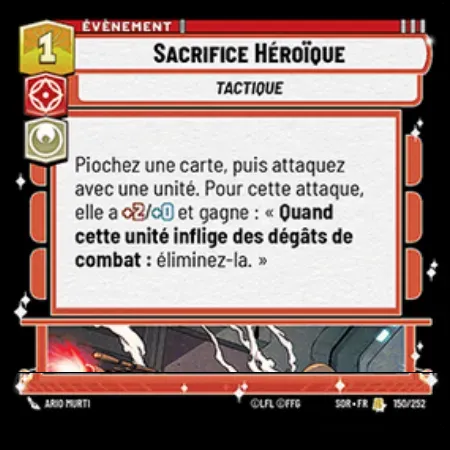 ÉVÈNEMENT
1
SACRIFICE HÉROÏQUE
TACTIQUE
Piochez une carte, puis attaquez
avec une unité. Pour cette attaque,
elle a +2/+0 et gagne : « Quand
cette unité inflige des dégâts de
combat : éliminez-la. »
ARIO MURTI
©LFL ©FFG
SOR • FR
150/252